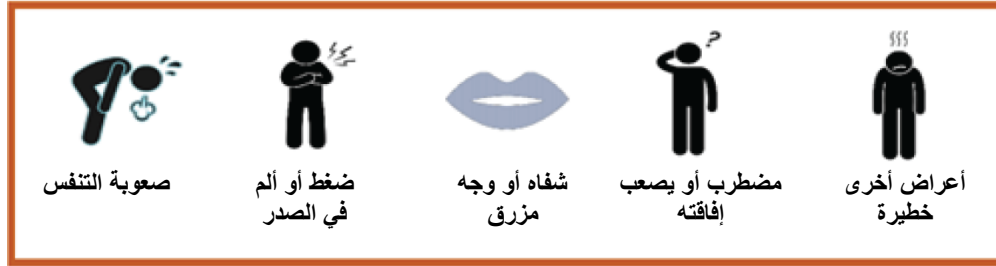 أعراض أخرى
خطيرة
مضطرب أو يصعب
إفاقته
شفاه أو وجه
مزرق
ضغط أو ألم
في الصدر
صعوبة التنفس